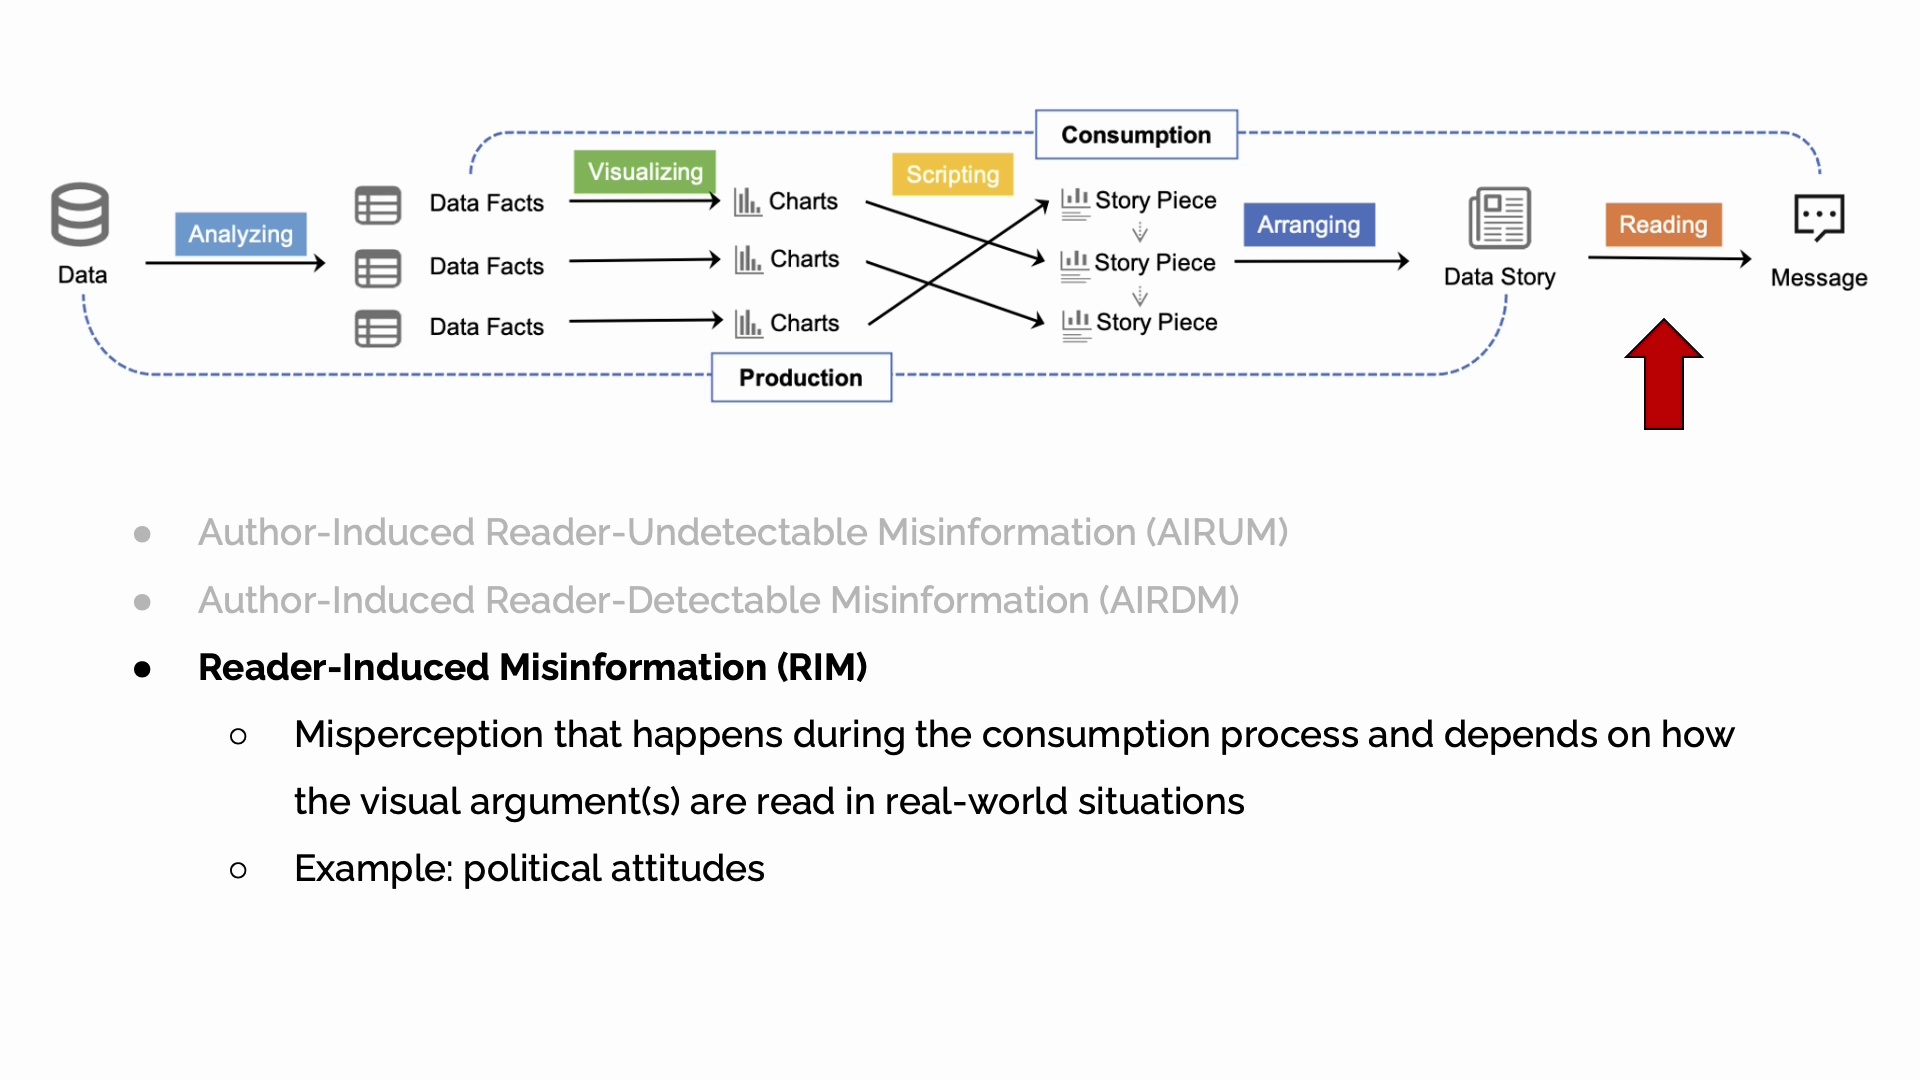 Consumption
Visualizing
Scripting
Data Facts
Charts
Story Piece
Analyzing
Arranging
Reading
Data Facts
Charts
Story Piece
Data
Data Story
Message
Data Facts
Charts
Story Piece
Production
● Author-Induced Reader-Undetectable Misinformation (AIRUM)
● Author-Induced Reader-Detectable Misinformation (AIRDM)
● Reader-Induced Misinformation (RIM)
○ Misperception that happens during the consumption process and depends on how
the visual argument(s) are read in real-world situations
○ Example: political attitudes